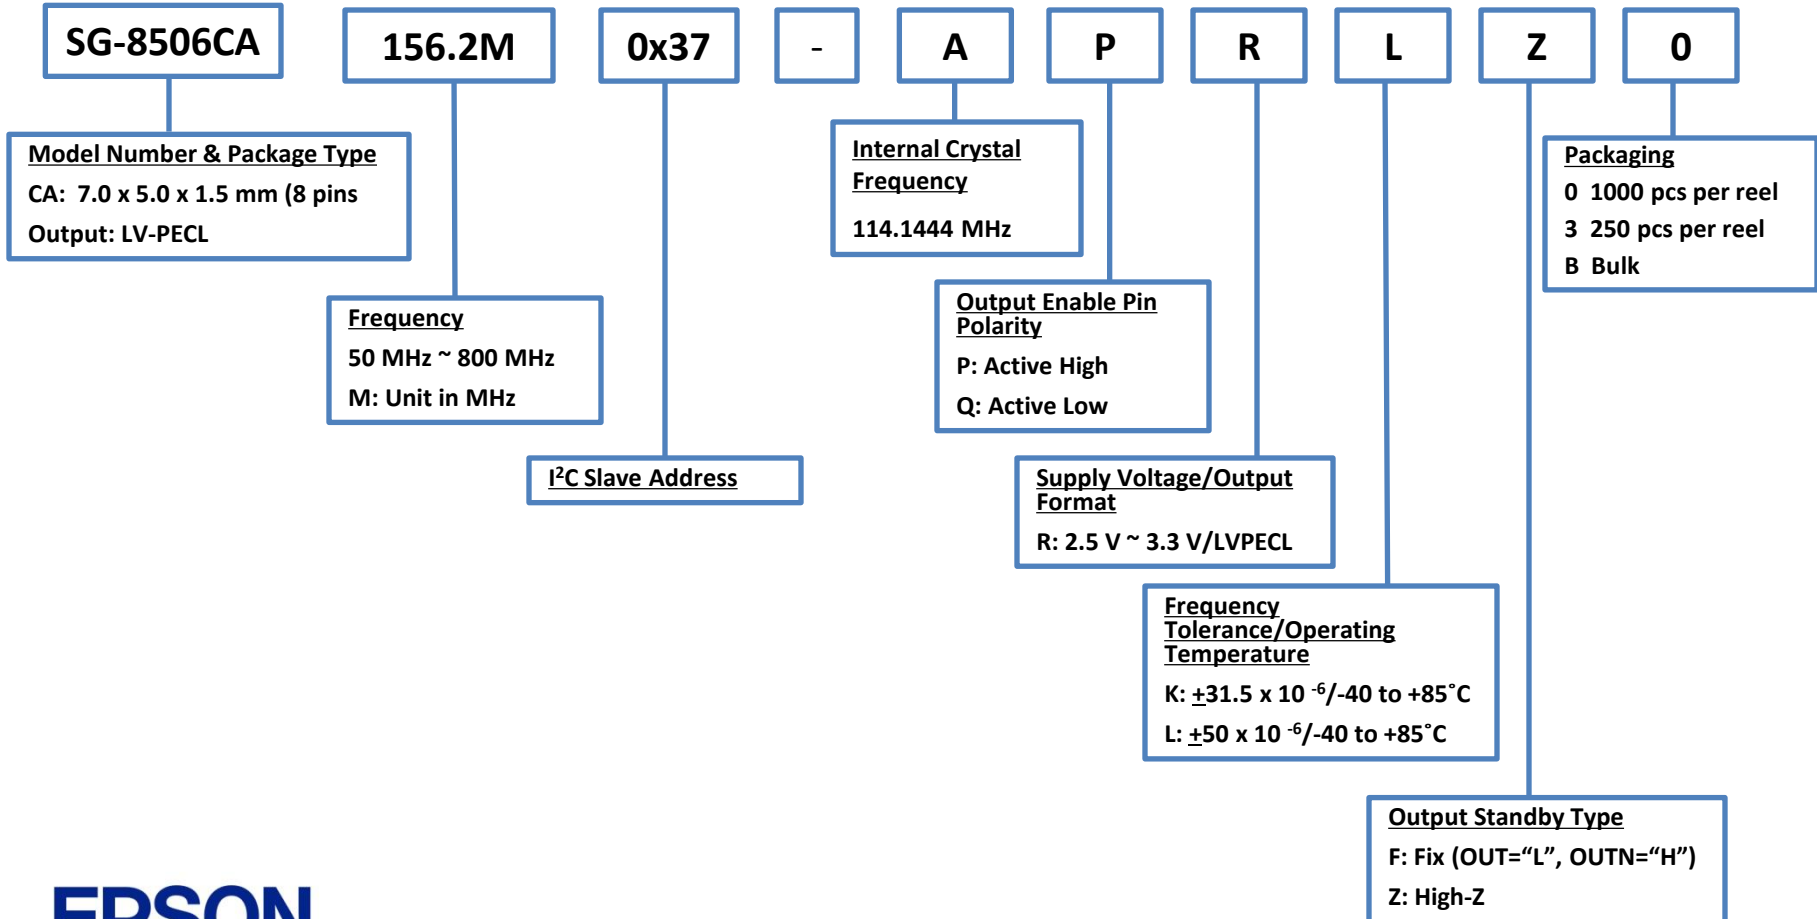 SG-8506CA 156.2M 0x37 - A P R L Z 0
Model Number & Package Type
CA: 7.0 x 5.0 x 1.5 mm (8 pins
Output: LV-PECL
Frequency
50 MHz ~ 800 MHz
M: Unit in MHz
I²C Slave Address
Internal Crystal
Frequency
114.1444 MHz
Output Enable Pin
Polarity
P: Active High
Q: Active Low
Supply Voltage/Output
Format
R: 2.5 V ~ 3.3 V/LVPECL
Frequency
Tolerance/Operating
Temperature
K: ±31.5 x 10 ⁻⁶/-40 to +85˚C
L: ±50 x 10 ⁻⁶/-40 to +85˚C
Output Standby Type
F: Fix (OUT=“L”, OUTN=“H”)
Z: High-Z
Packaging
0 1000 pcs per reel
3 250 pcs per reel
B Bulk
EPSON